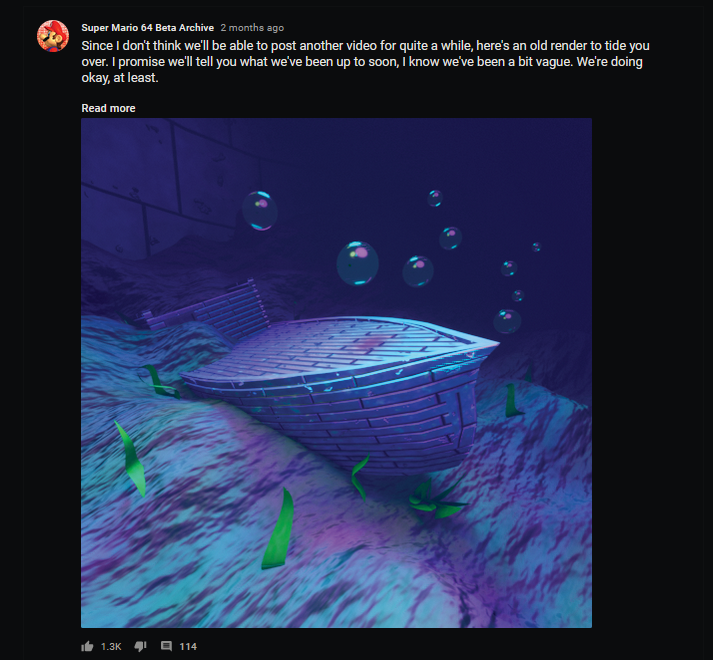 Super Mario 64 Beta Archive 2 months ago
Since I don't think we'll be able to post another video for quite a while, here's an old render to tide you
over. I promise we'll tell you what we've been up to soon, I know we've been a bit vague. We're doing
okay, at least.
Read more
1.3K 114